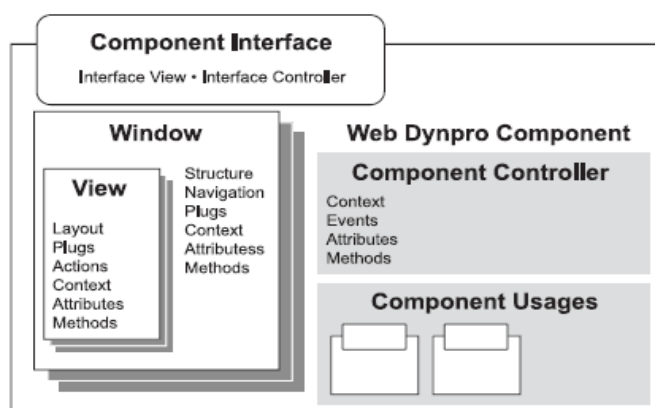 Component Interface
Interface View • Interface Controller
Window
View
Layout
Plugs
Actions
Context
Attributes
Methods
Structure
Navigation
Plugs
Context
Attributess
Methods
Web Dynpro Component
Component Controller
Context
Events
Attributes
Methods
Component Usages